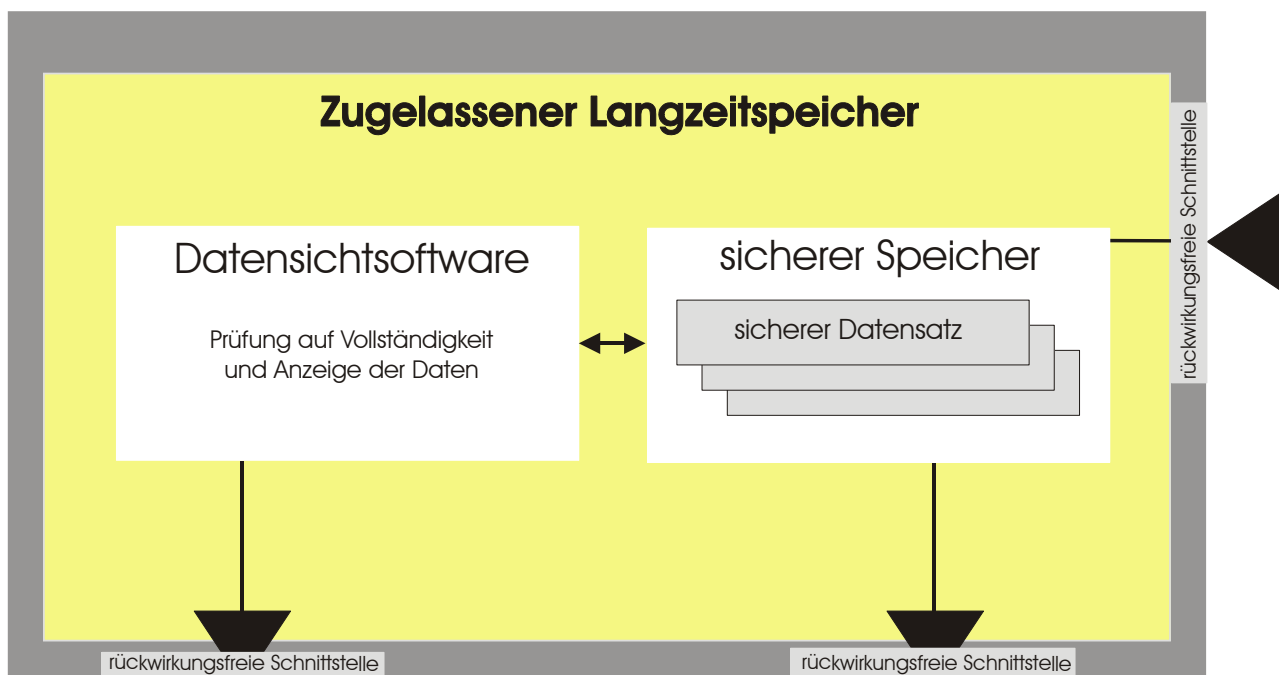 Zugelassener Langzeitspeicher
Datensichtsoftware
Prüfung auf Vollständigkeit
und Anzeige der Daten
sicherer Speicher
sicherer Datensatz
rückwirkungsfreie Schnittstelle
rückwirkungsfreie Schnittstelle
rückwirkungsfreie Schnittstelle